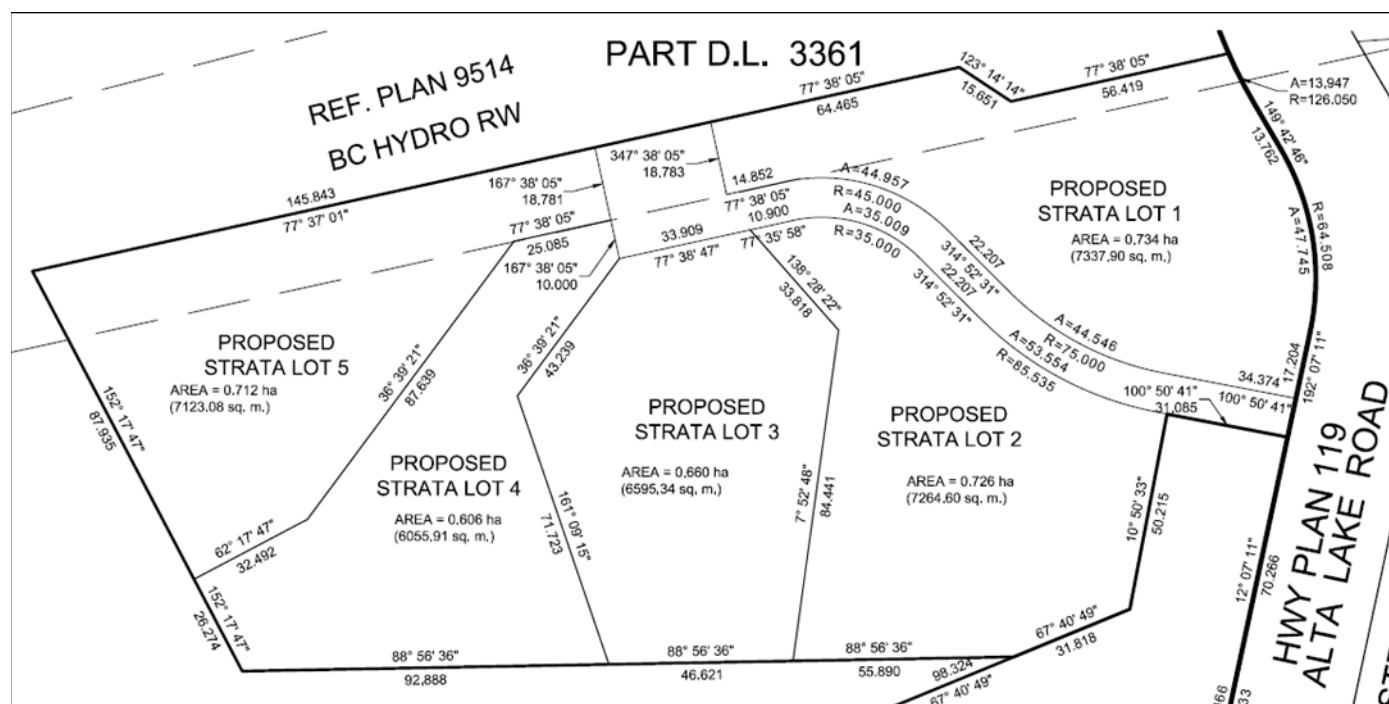 PART D.L. 3361
REF. PLAN 9514
BC HYDRO RW
77° 38' 05"
64.465
123° 14' 14"
15.651
77° 38' 05"
56.419
A=13.947
R=126.050
149° 42' 46"
13.762
R=64.508
A=47.745
17.204
192° 07' 11"
145.843
77° 37' 01"
347° 38' 05"
18.783
167° 38' 05"
18.781
77° 38' 05"
25.085
167° 38' 05"
10.000
14.852
77° 38' 05"
33.909
77° 38' 47"
10.900
77° 35' 58"
A=44.957
R=45.000
A=35.009
R=35.000
22.207
314° 52' 31"
22.207
314° 52' 31"
A=44.546
R=75.000
A=53.554
R=85.535
34.374
100° 50' 41"
100° 50' 41"
31.085
PROPOSED
STRATA LOT 1
AREA = 0.734 ha
(7337.90 sq. m.)
138° 28' 22"
33.818
36° 39' 21"
43.239
36° 39' 21"
87.639
PROPOSED
STRATA LOT 5
AREA = 0.712 ha
(7123.08 sq. m.)
152° 17' 47"
87.935
PROPOSED
STRATA LOT 3
AREA = 0.660 ha
(6595.34 sq. m.)
PROPOSED
STRATA LOT 2
AREA = 0.726 ha
(7264.60 sq. m.)
PROPOSED
STRATA LOT 4
AREA = 0.606 ha
(6055.91 sq. m.)
62° 17' 47"
32.492
152° 17' 47"
26.274
161° 09' 15"
71.723
7° 52' 48"
84.441
10° 50' 33"
50.215
12° 07' 11"
70.266
HWY PLAN 119
ALTA LAKE ROAD
88° 56' 36"
92.888
88° 56' 36"
46.621
88° 56' 36"
55.890
67° 40' 49"
31.818
98.324
67° 40' 49"